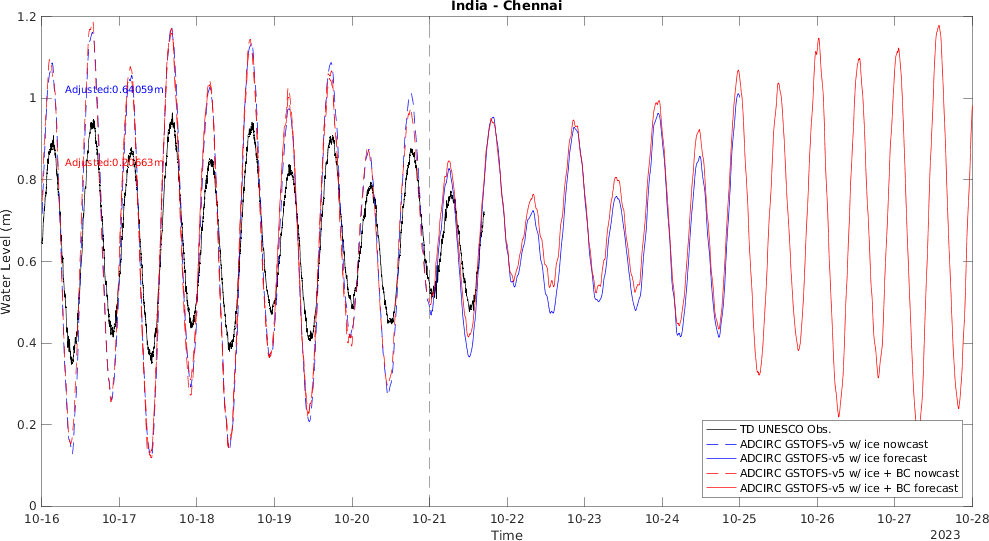 India - Chennai
1.2
1
0.8
0.6
0.4
0.2
0
Water Level (m)
Adjusted:0.64059m
Adjusted:0.20663m
TD UNESCO Obs.
ADCIRC GSTOFS-v5 w/ ice nowcast
ADCIRC GSTOFS-v5 w/ ice forecast
ADCIRC GSTOFS-v5 w/ ice + BC nowcast
ADCIRC GSTOFS-v5 w/ ice + BC forecast
10-16 10-17 10-18 10-19 10-20 10-21 10-22 10-23 10-24 10-25 10-26 10-27 10-28
Time
2023